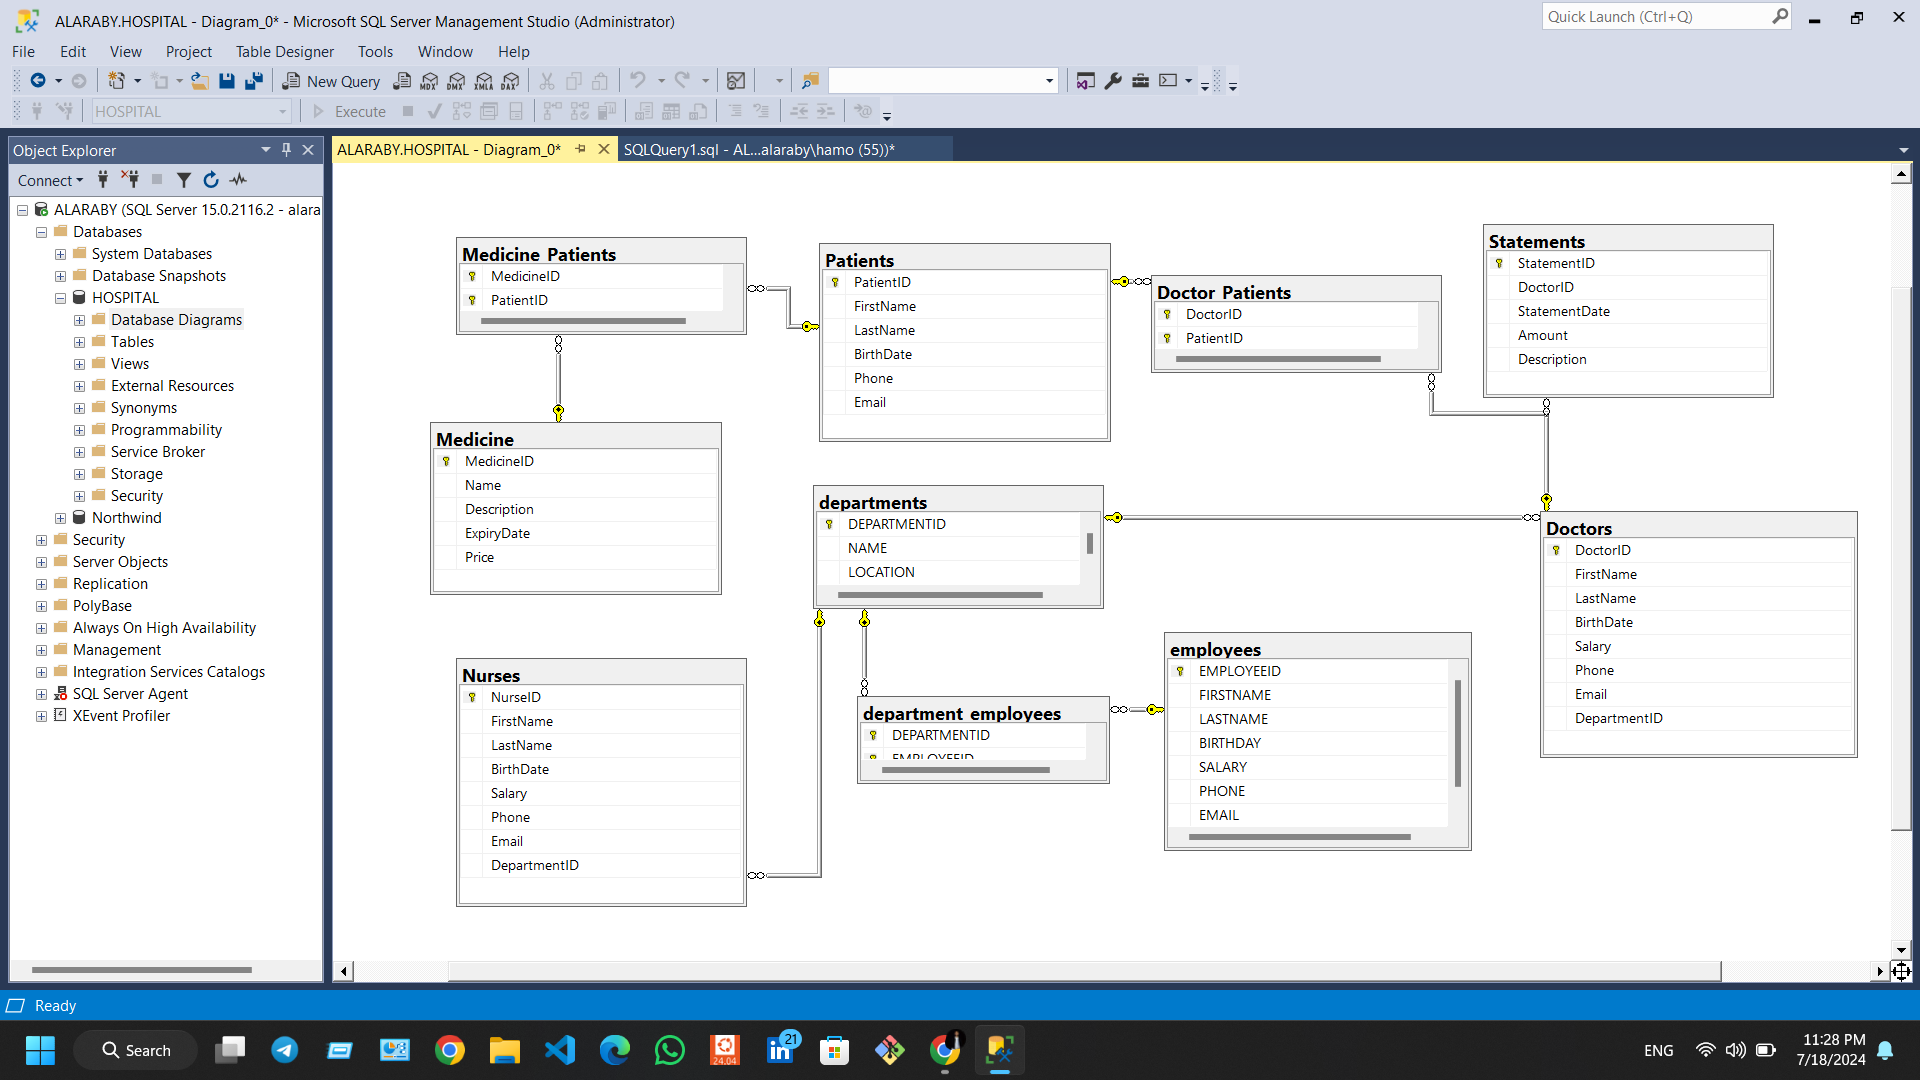 ALARABY.HOSPITAL - Diagram_0* - Microsoft SQL Server Management Studio (Administrator)
Quick Launch (Ctrl+Q)
File Edit View Project Table Designer Tools Window Help
New Query
MDX DMX XMLA DAX
HOSPITAL
Execute
Object Explorer
Connect
ALARABY (SQL Server 15.0.2116.2 - alara
Databases
System Databases
Database Snapshots
HOSPITAL
Database Diagrams
Tables
Views
External Resources
Synonyms
Programmability
Service Broker
Storage
Security
Northwind
Security
Server Objects
Replication
PolyBase
Always On High Availability
Management
Integration Services Catalogs
SQL Server Agent
XEvent Profiler
ALARABY.HOSPITAL - Diagram_0*
SQLQuery1.sql - AL...alaraby\hamo (55))*
Medicine_Patients
MedicineID
PatientID
Patients
PatientID
FirstName
LastName
BirthDate
Phone
Email
Doctor_Patients
DoctorID
PatientID
Statements
StatementID
DoctorID
StatementDate
Amount
Description
Medicine
MedicineID
Name
Description
ExpiryDate
Price
departments
DEPARTMENTID
NAME
LOCATION
Doctors
DoctorID
FirstName
LastName
BirthDate
Salary
Phone
Email
DepartmentID
Nurses
NurseID
FirstName
LastName
BirthDate
Salary
Phone
Email
DepartmentID
department_employees
DEPARTMENTID
EMPLOYEEID
employees
EMPLOYEEID
FIRSTNAME
LASTNAME
BIRTHDAY
SALARY
PHONE
EMAIL
Ready
Search
24.04
21
ENG
11:28 PM
7/18/2024